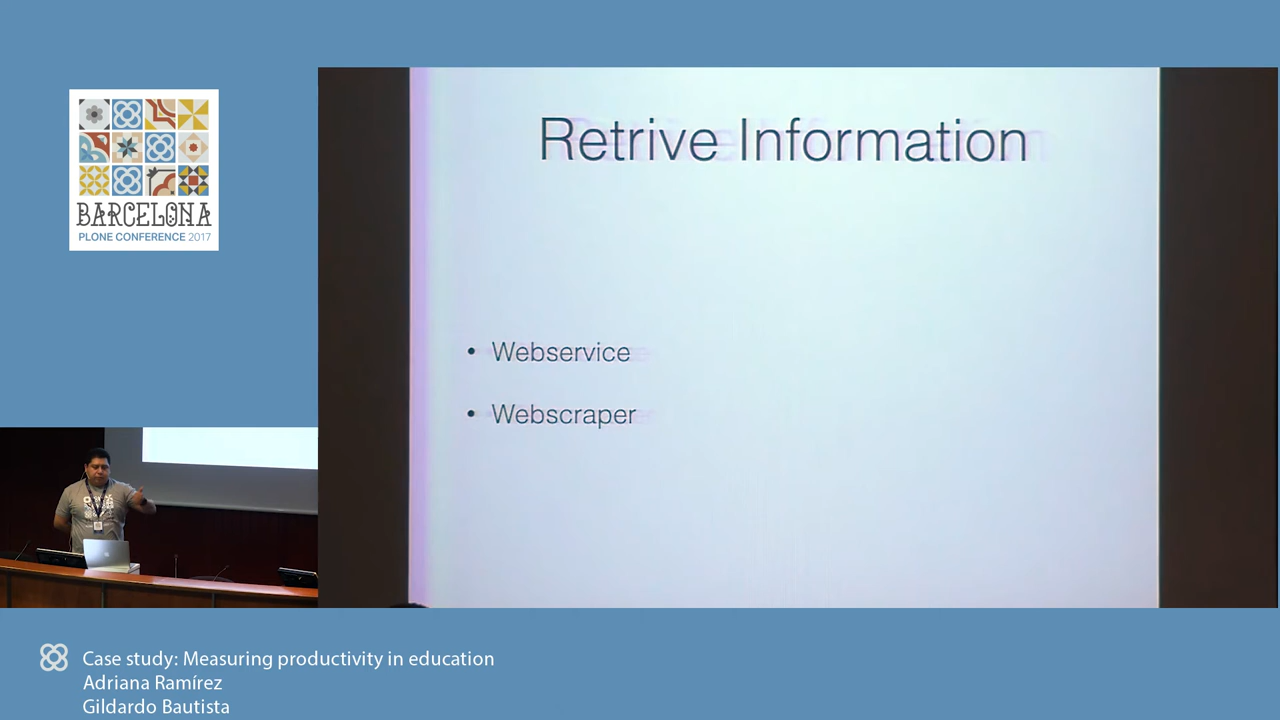 Retrive Information
• Webservice
• Webscraper
BARCELONA
PLONE CONFERENCE 2017
Case study: Measuring productivity in education
Adriana Ramírez
Gildardo Bautista